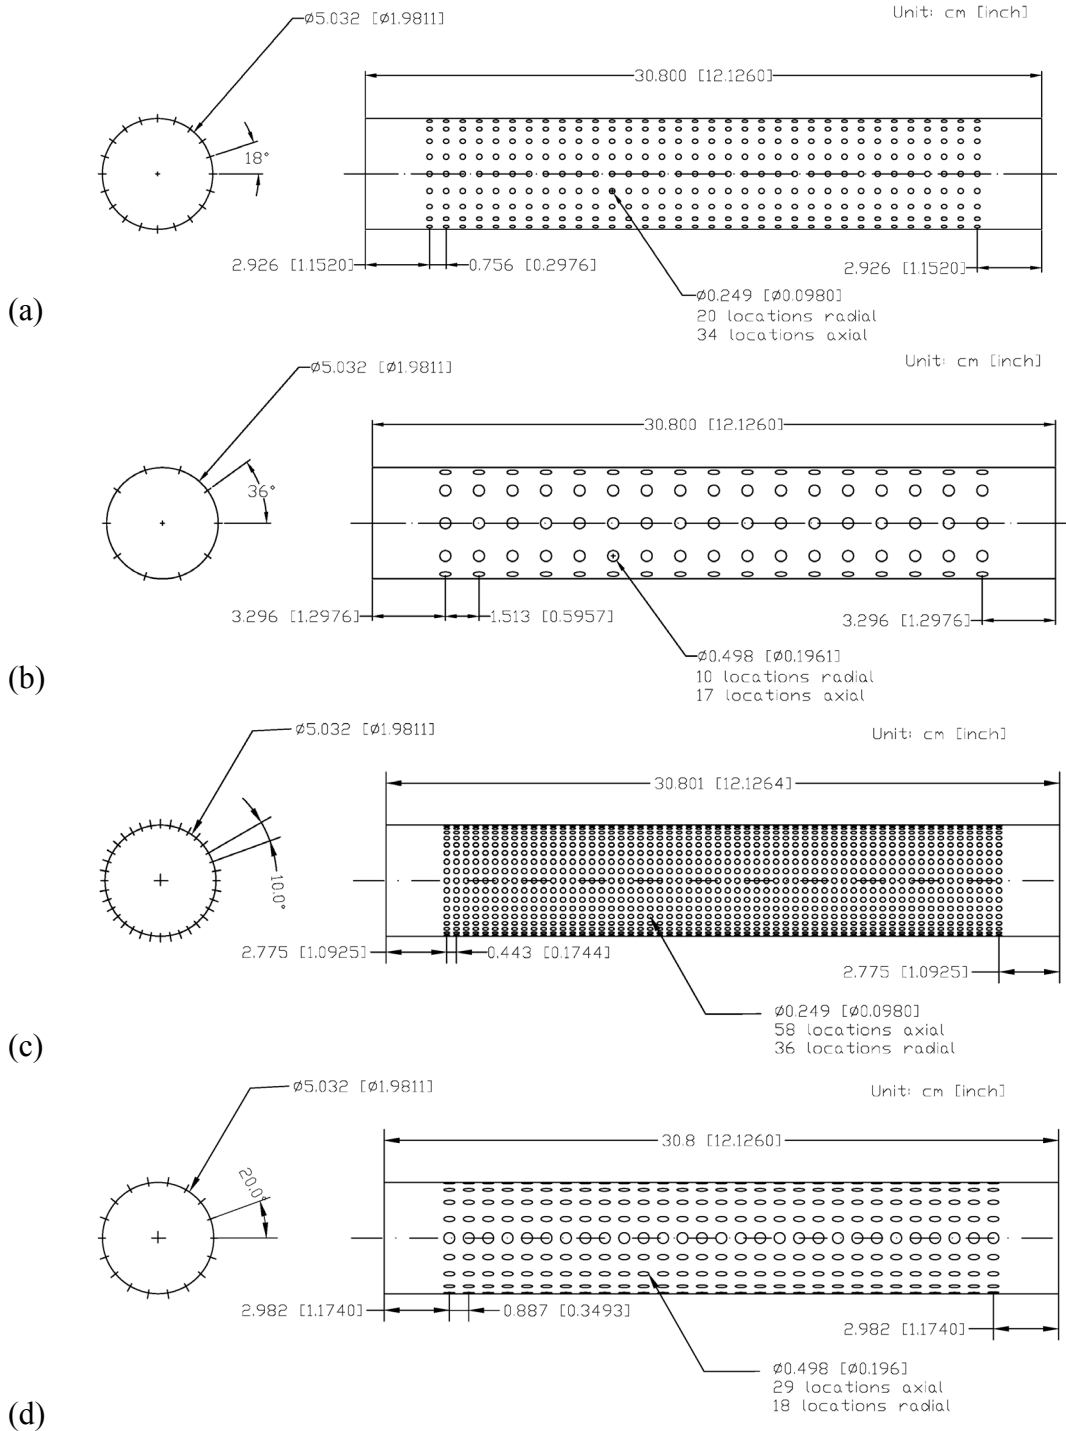 Unit: cm [inch]
ø5.032 [ø1.9811]
30.800 [12.1260]
18°
2.926 [1.1520]
0.756 [0.2976]
2.926 [1.1520]
ø0.249 [ø0.0980]
20 locations radial
34 locations axial
(a)
Unit: cm [inch]
ø5.032 [ø1.9811]
30.800 [12.1260]
36°
3.296 [1.2976]
1.513 [0.5957]
3.296 [1.2976]
ø0.498 [ø0.1961]
10 locations radial
17 locations axial
(b)
ø5.032 [ø1.9811]
Unit: cm [inch]
30.801 [12.1264]
10.0°
2.775 [1.0925]
0.443 [0.1744]
2.775 [1.0925]
ø0.249 [ø0.0980]
58 locations axial
36 locations radial
(c)
ø5.032 [ø1.9811]
Unit: cm [inch]
30.8 [12.1260]
20.0°
2.982 [1.1740]
0.887 [0.3493]
2.982 [1.1740]
ø0.498 [ø0.196]
29 locations axial
18 locations radial
(d)